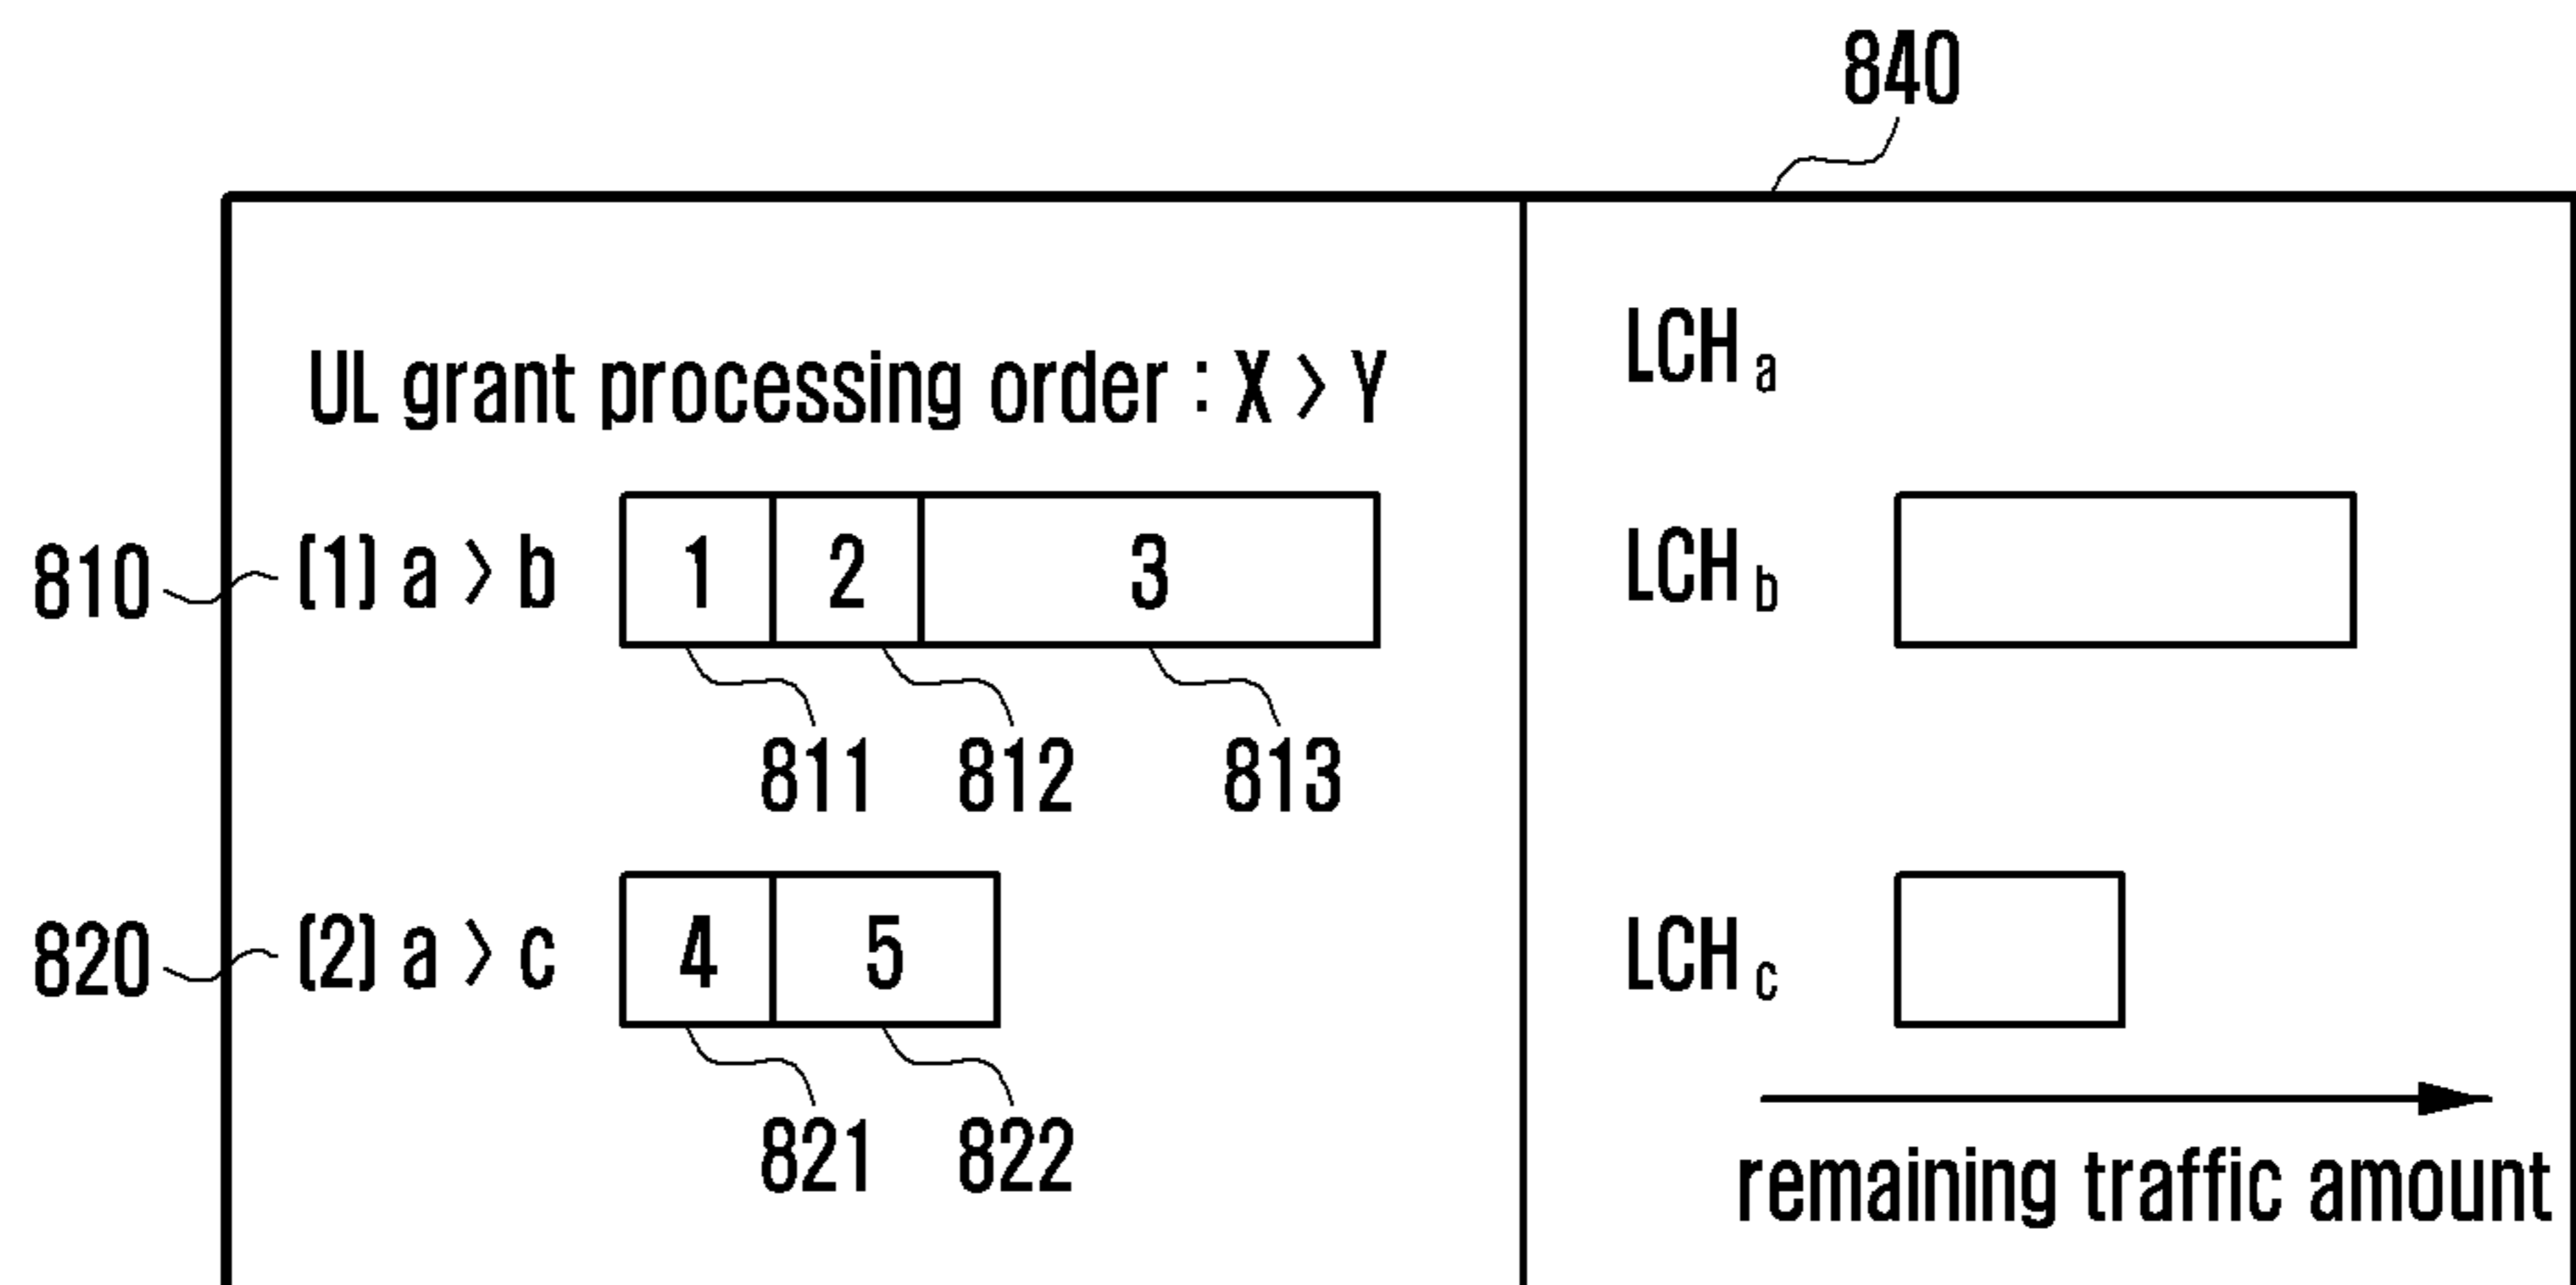 840
UL grant processing order : X > Y
LCH a
810 (1) a > b 1 2 3
LCH b
811 812 813
820 (2) a > c 4 5
LCH c
821 822
remaining traffic amount